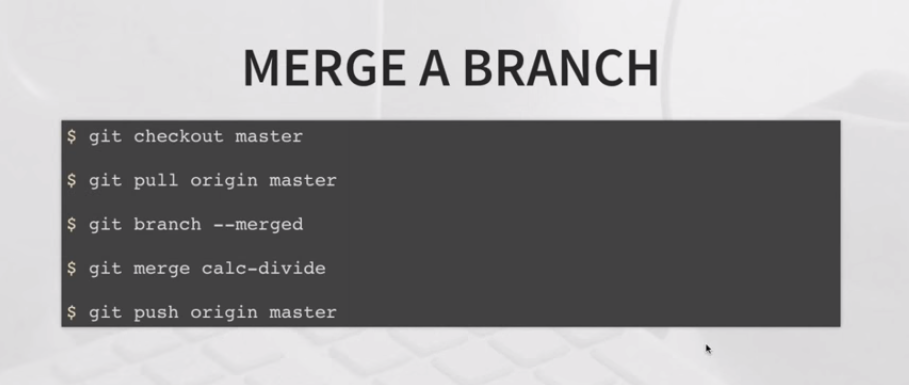 MERGE A BRANCH
$ git checkout master
$ git pull origin master
$ git branch --merged
$ git merge calc-divide
$ git push origin master